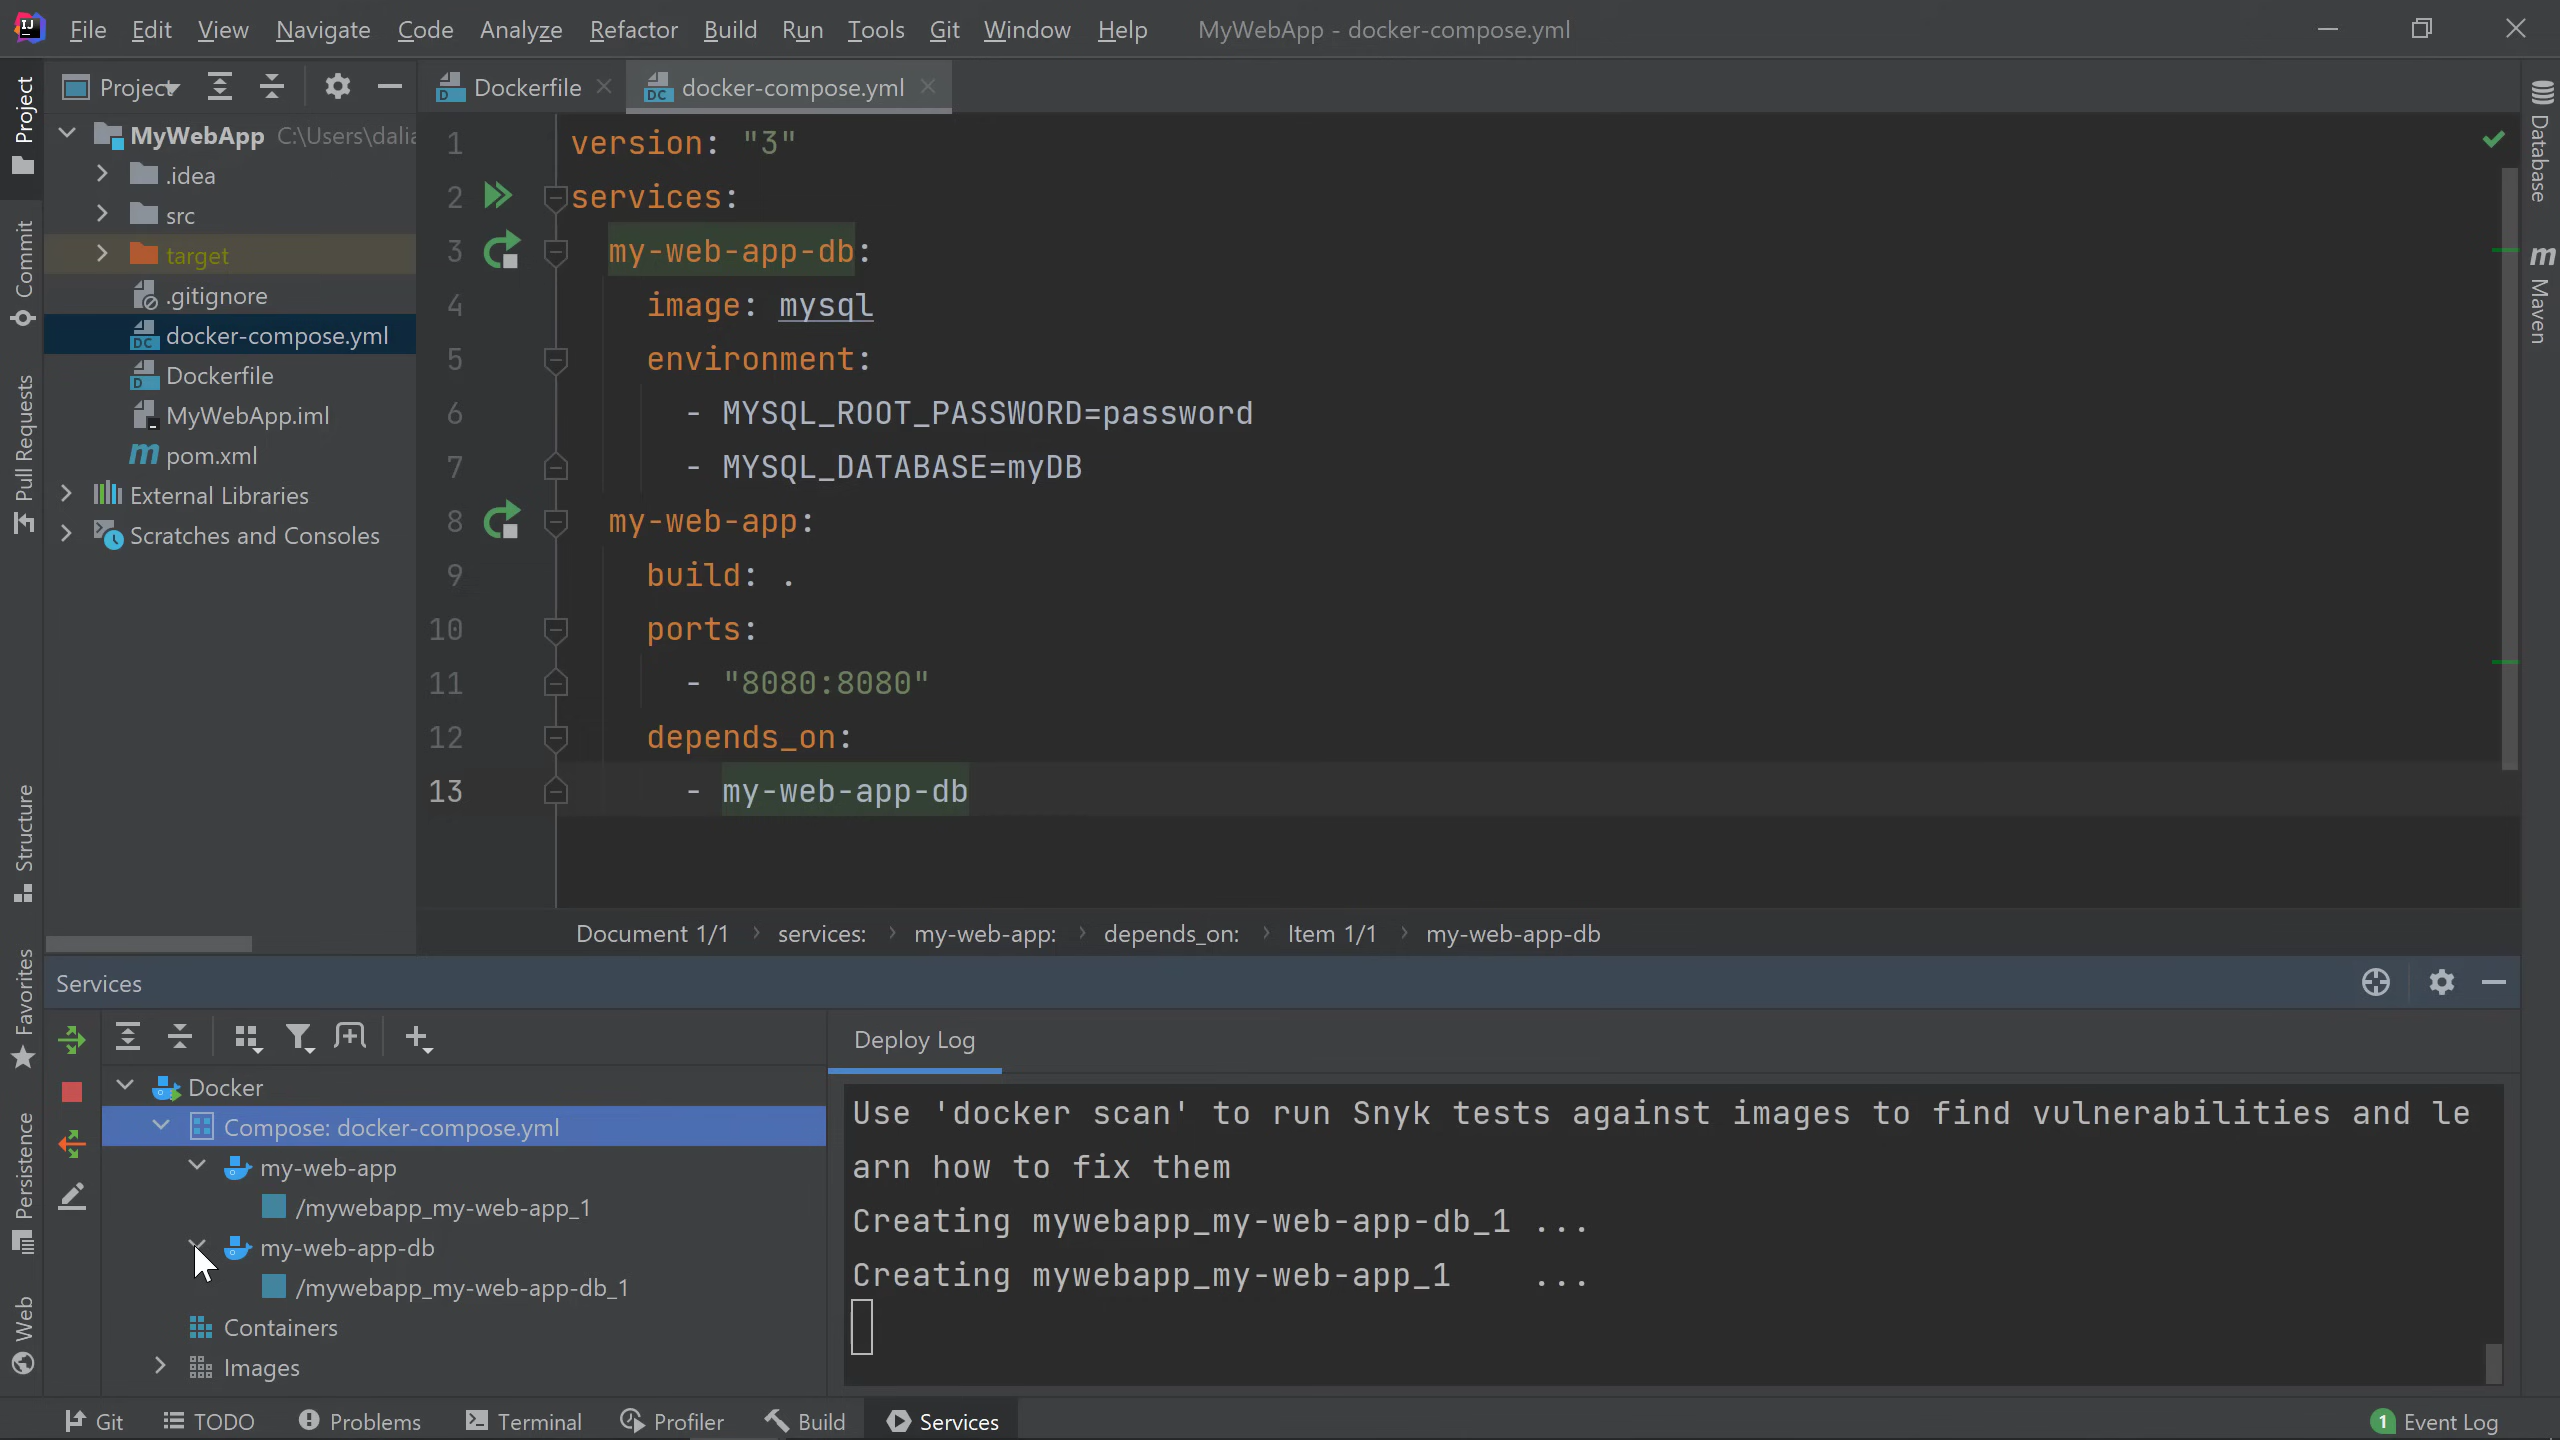 File Edit View Navigate Code Analyze Refactor Build Run Tools Git Window Help MyWebApp - docker-compose.yml
Project
Dockerfile
docker-compose.yml
Project
Commit
Pull Requests
Structure
Favorites
Persistence
Web
MyWebApp C:\Users\dalia
.idea
src
target
.gitignore
docker-compose.yml
Dockerfile
MyWebApp.iml
pom.xml
External Libraries
Scratches and Consoles
1 version: "3"
2 services:
3 my-web-app-db:
4 image: mysql
5 environment:
6 - MYSQL_ROOT_PASSWORD=password
7 - MYSQL_DATABASE=myDB
8 my-web-app:
9 build: .
10 ports:
11 - "8080:8080"
12 depends_on:
13 - my-web-app-db
Document 1/1 › services: › my-web-app: › depends_on: › Item 1/1 › my-web-app-db
Database
Maven
Services
Docker
Compose: docker-compose.yml
my-web-app
/mywebapp_my-web-app_1
my-web-app-db
/mywebapp_my-web-app-db_1
Containers
Images
Deploy Log
Use 'docker scan' to run Snyk tests against images to find vulnerabilities and le
arn how to fix them
Creating mywebapp_my-web-app-db_1 ...
Creating mywebapp_my-web-app_1 ...
Git TODO Problems Terminal Profiler Build Services 1 Event Log